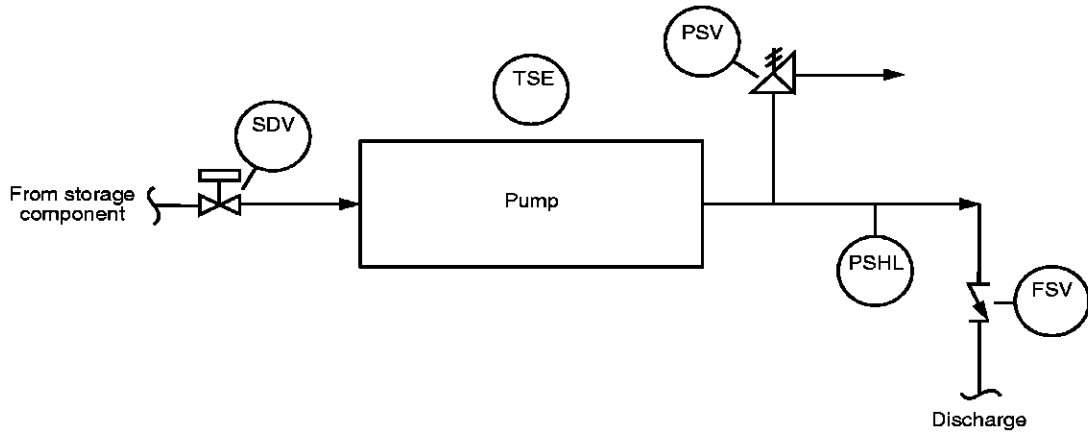 PSV
TSE
SDV
From storage
component
Pump
PSHL
FSV
Discharge